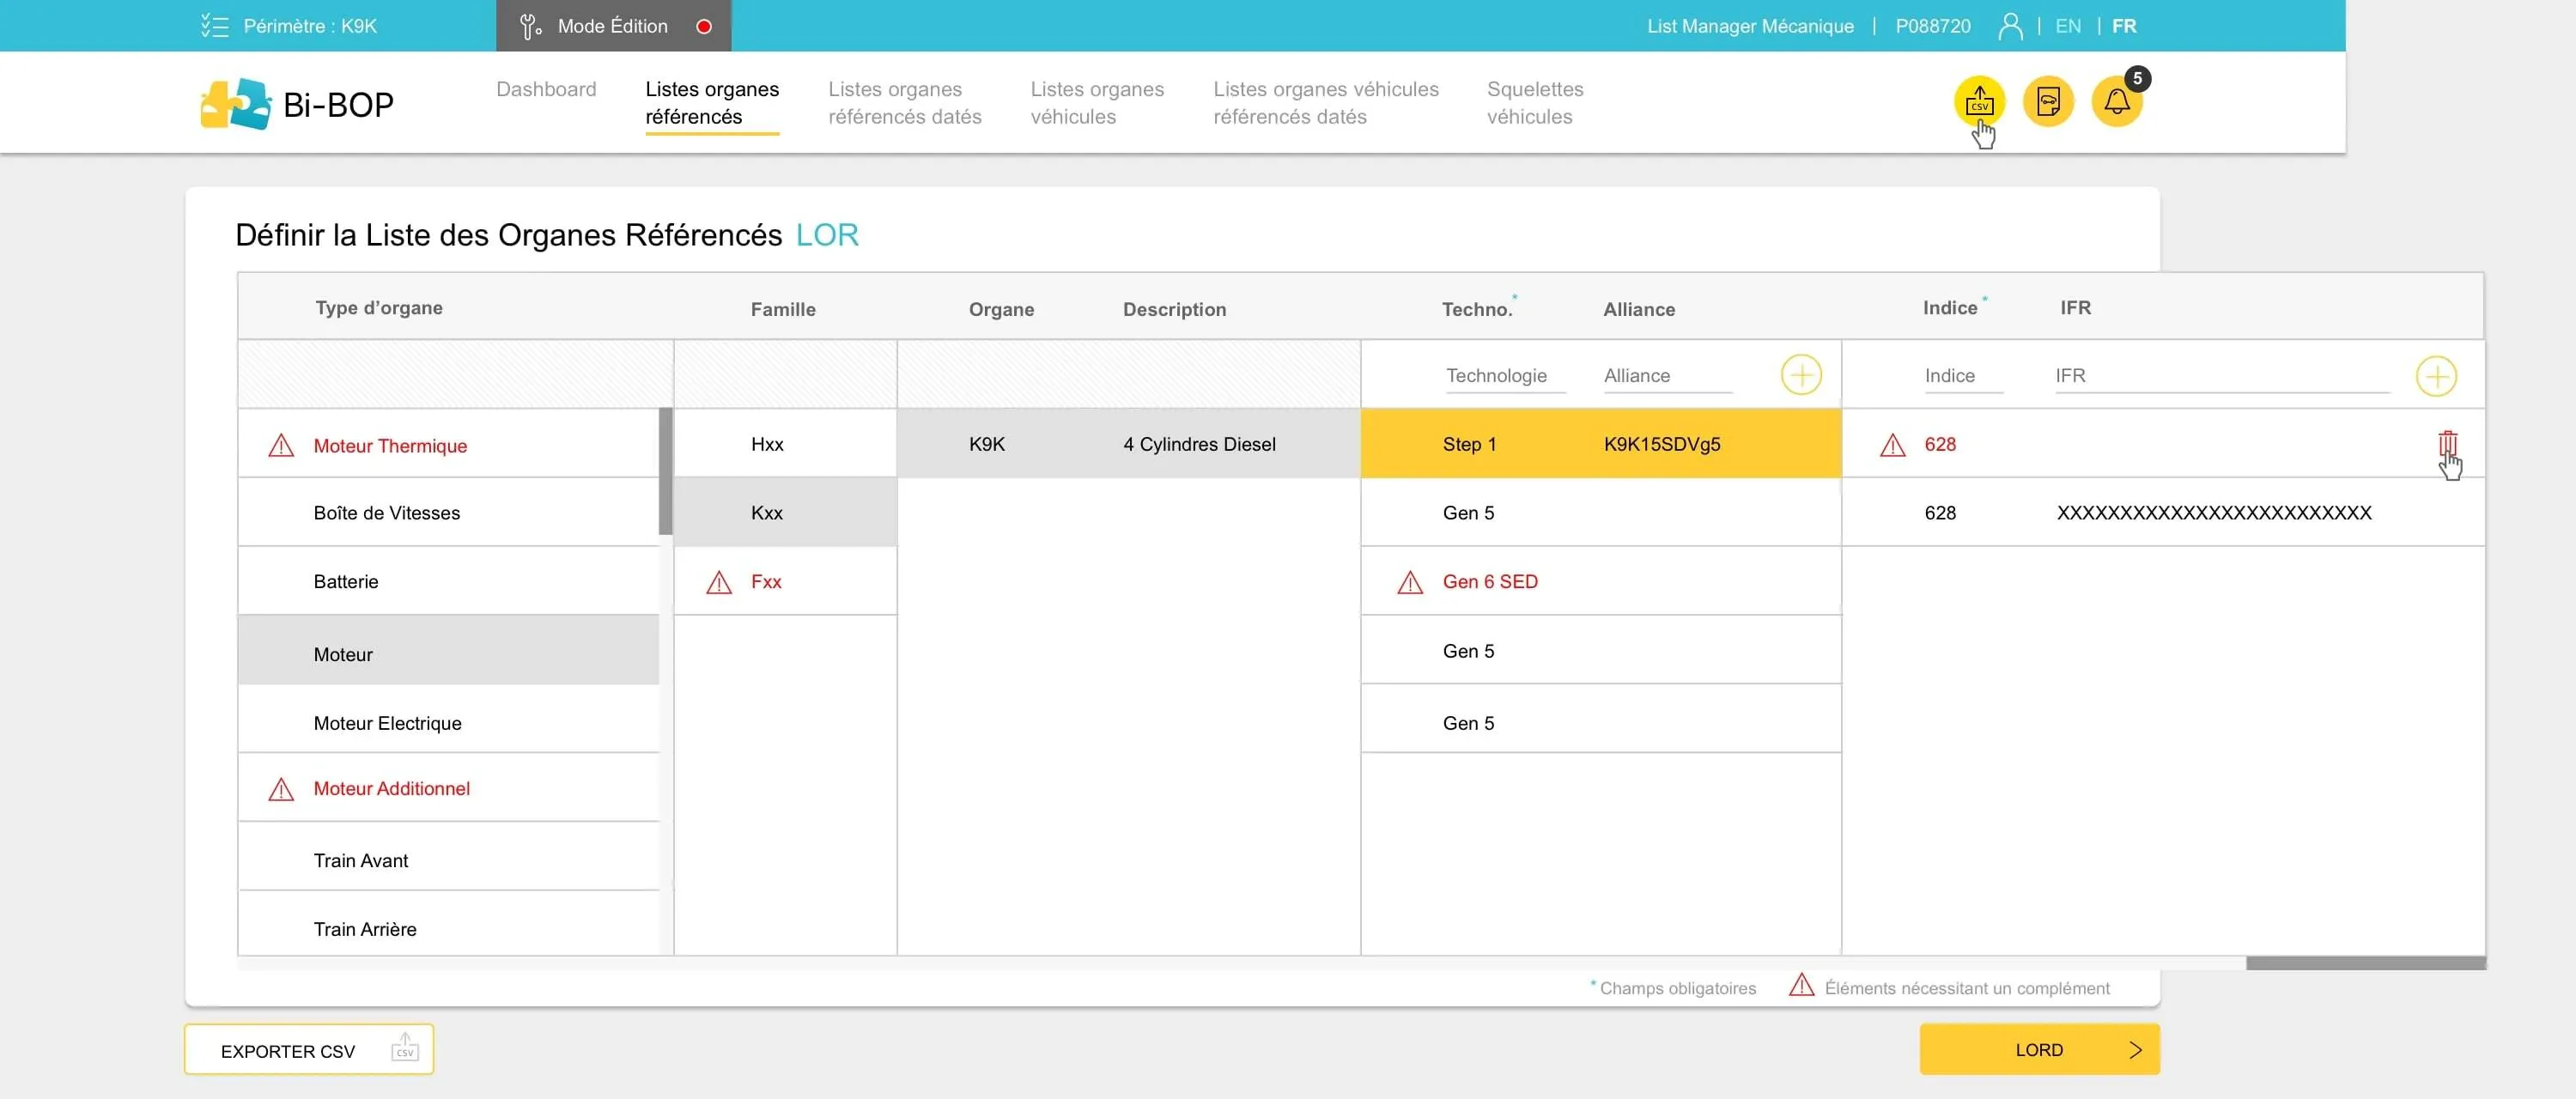 Périmètre : K9K
Mode Édition
List Manager Mécanique | P088720 | EN | FR
Bi-BOP
Dashboard
Listes organes
référencés
Listes organes
référencés datés
Listes organes
véhicules
Listes organes véhicules
référencés datés
Squelettes
véhicules
CSV
5
Définir la Liste des Organes Référencés LOR
Type d’organe Famille Organe Description Techno.* Alliance Indice * IFR
Technologie Alliance Indice IFR
Moteur Thermique Hxx K9K 4 Cylindres Diesel Step 1 K9K15SDVg5 628
Boîte de Vitesses Kxx Gen 5 628 XXXXXXXXXXXXXXXXXXXXXXXXX
Batterie Fxx Gen 6 SED
Moteur Gen 5
Moteur Electrique Gen 5
Moteur Additionnel
Train Avant
Train Arrière
* Champs obligatoires Éléments nécessitant un complément
EXPORTER CSV CSV
LORD